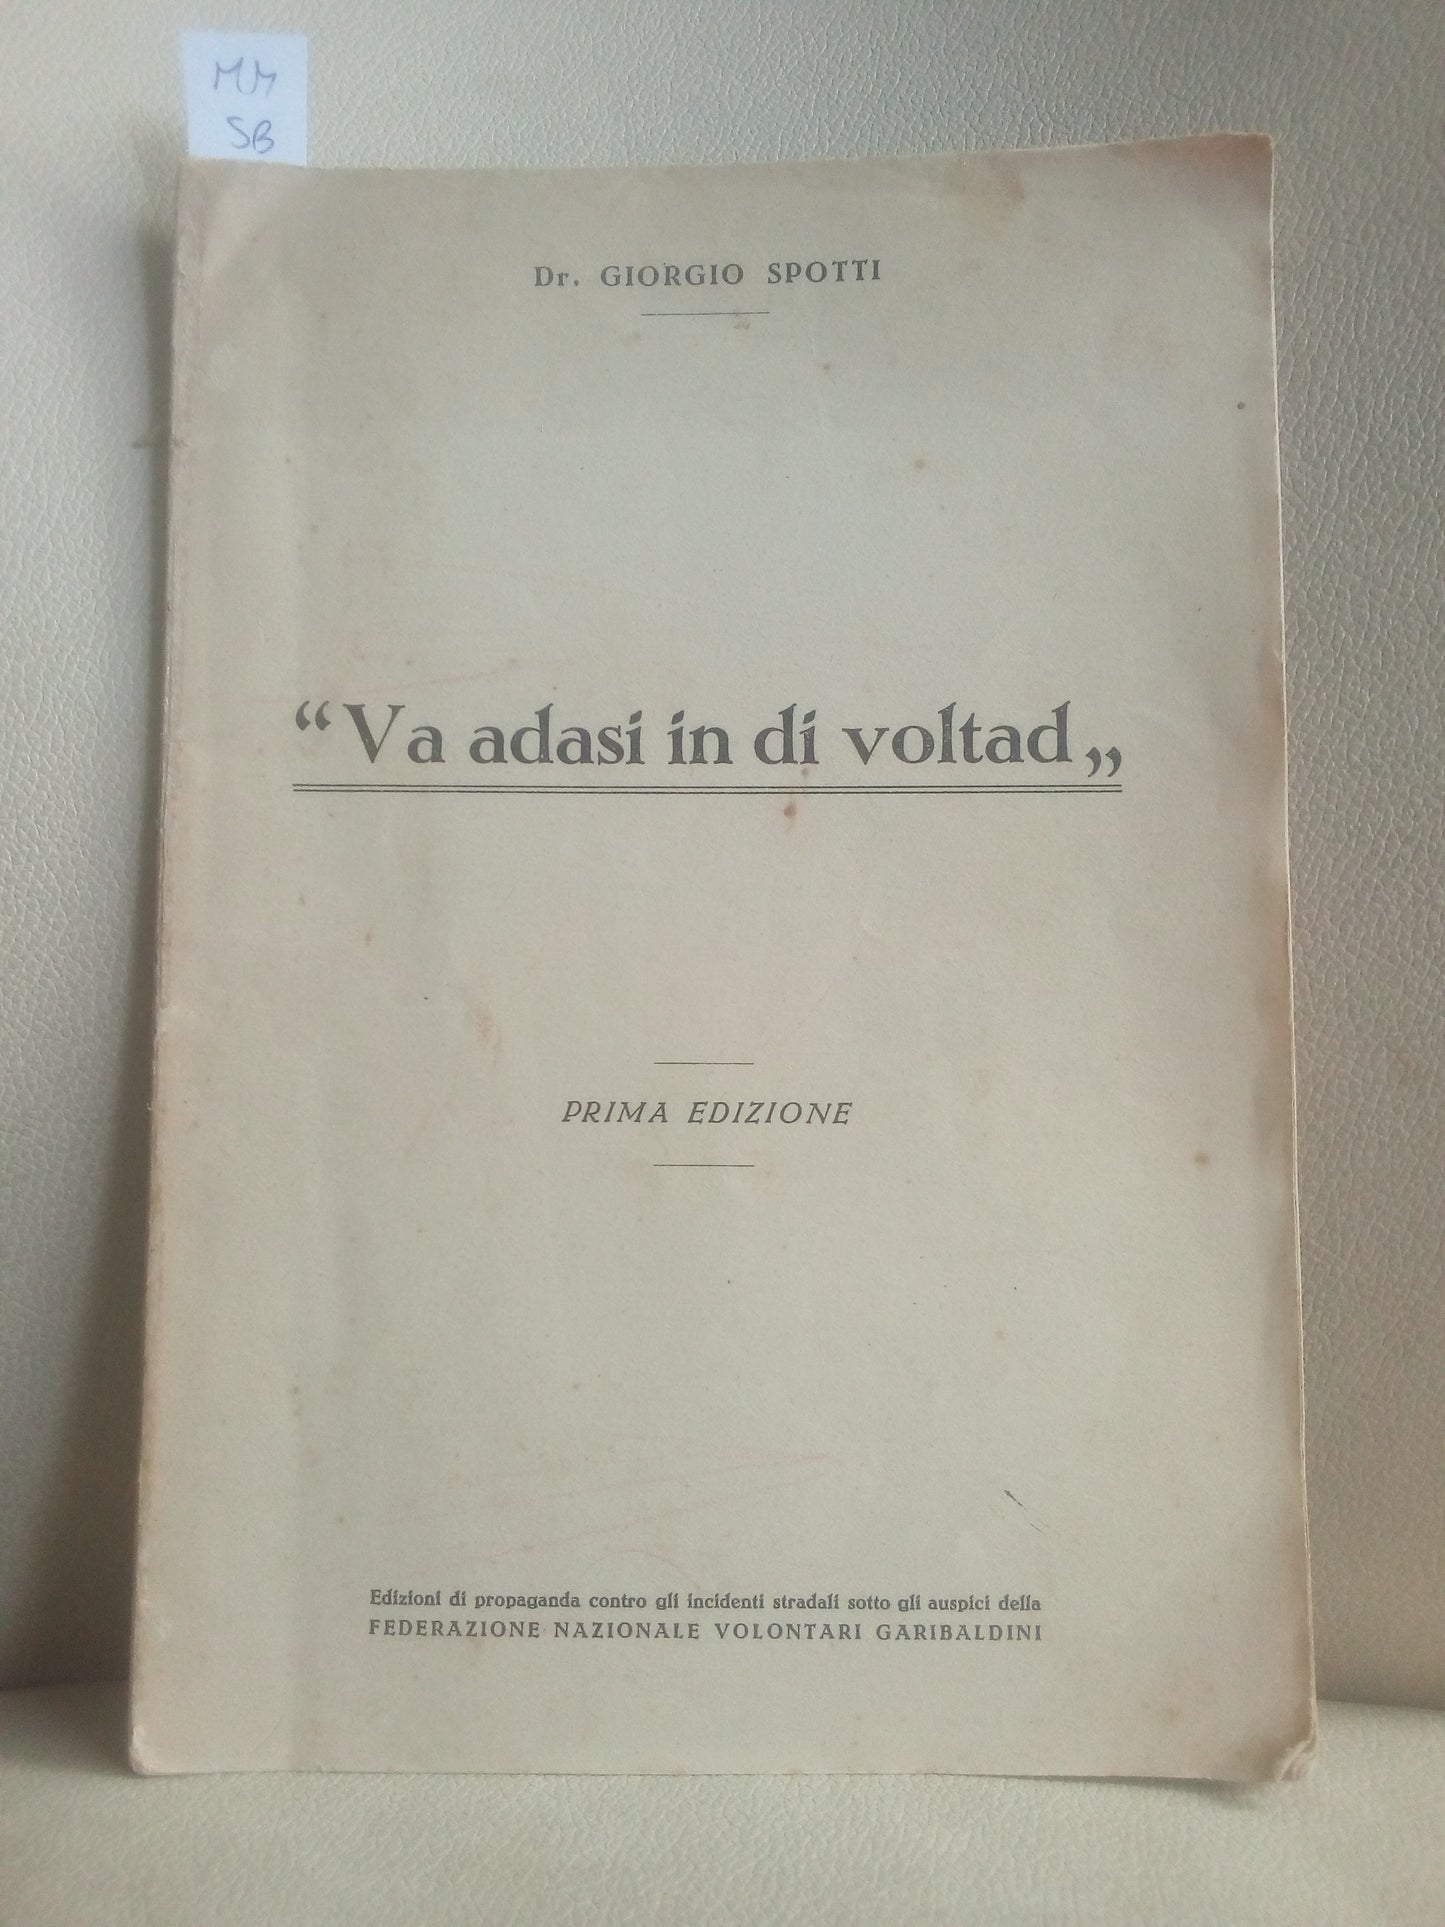 MM
SB
Dr. GIORGIO SPOTTI
“ Va adasi in di voltad „
PRIMA EDIZIONE
Edizioni di propaganda contro gli incidenti stradali sotto gli auspici della
FEDERAZIONE NAZIONALE VOLONTARI GARIBALDINI